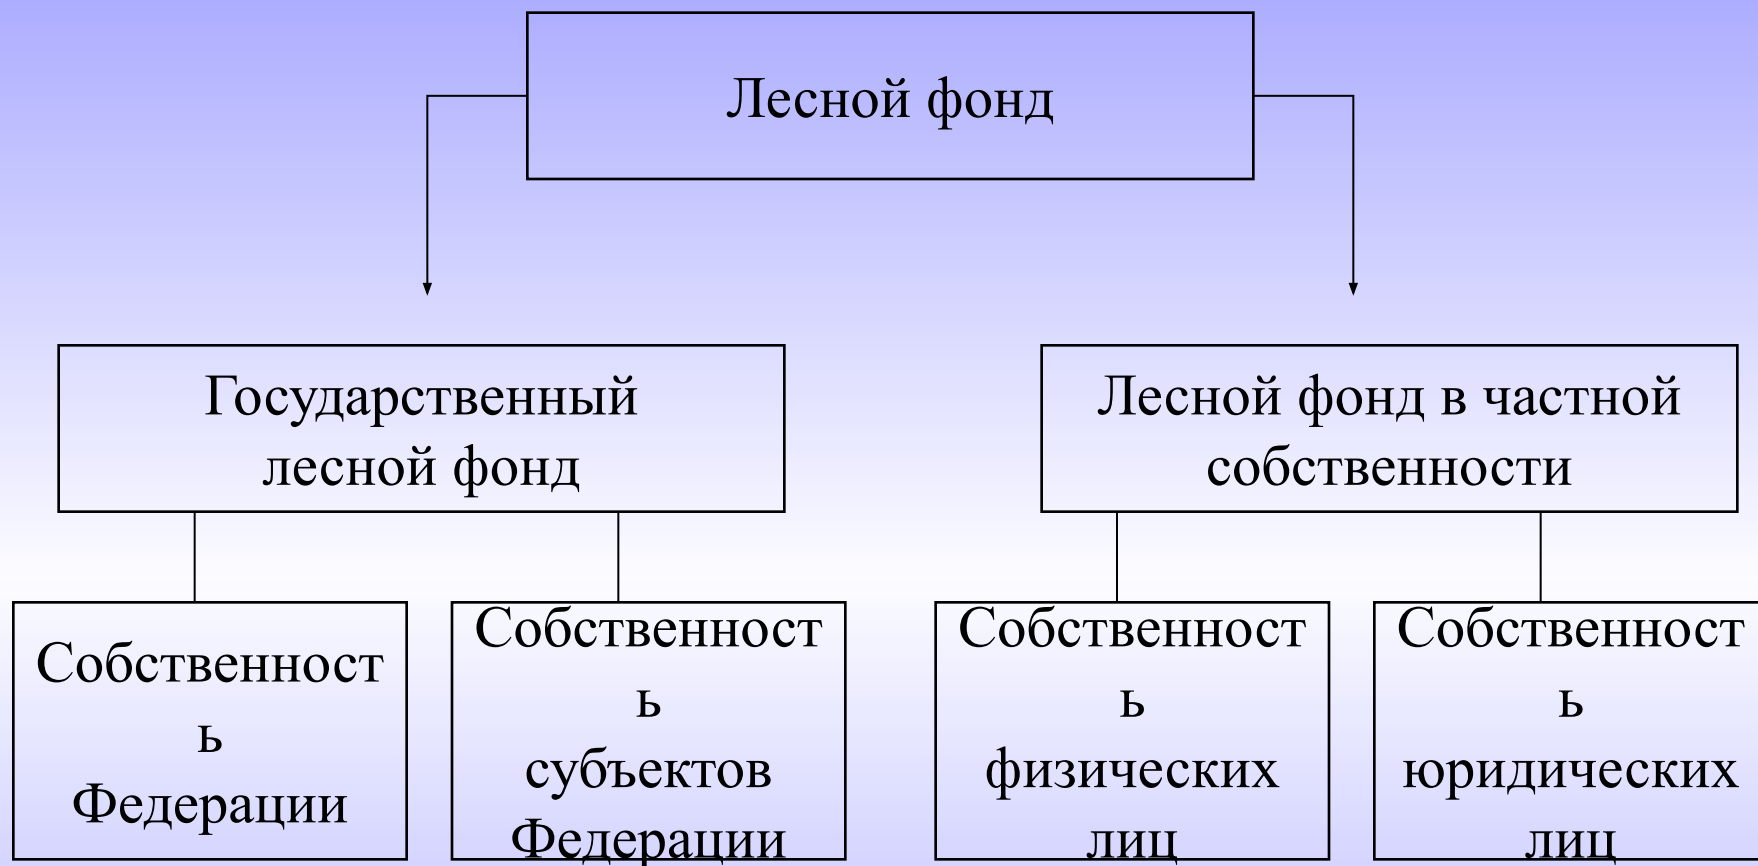 Лесной фонд
Государственный
лесной фонд
Лесной фонд в частной
собственности
Собственност
ь
Федерации
Собственност
ь
субъектов
Федерации
Собственност
ь
физических
лиц
Собственност
ь
юридических
лиц